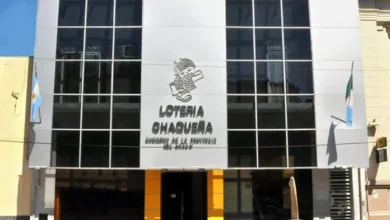 LOTERIA
CHAQUEÑA
GOBIERNO DE LA PROVINCIA
DEL CHACO